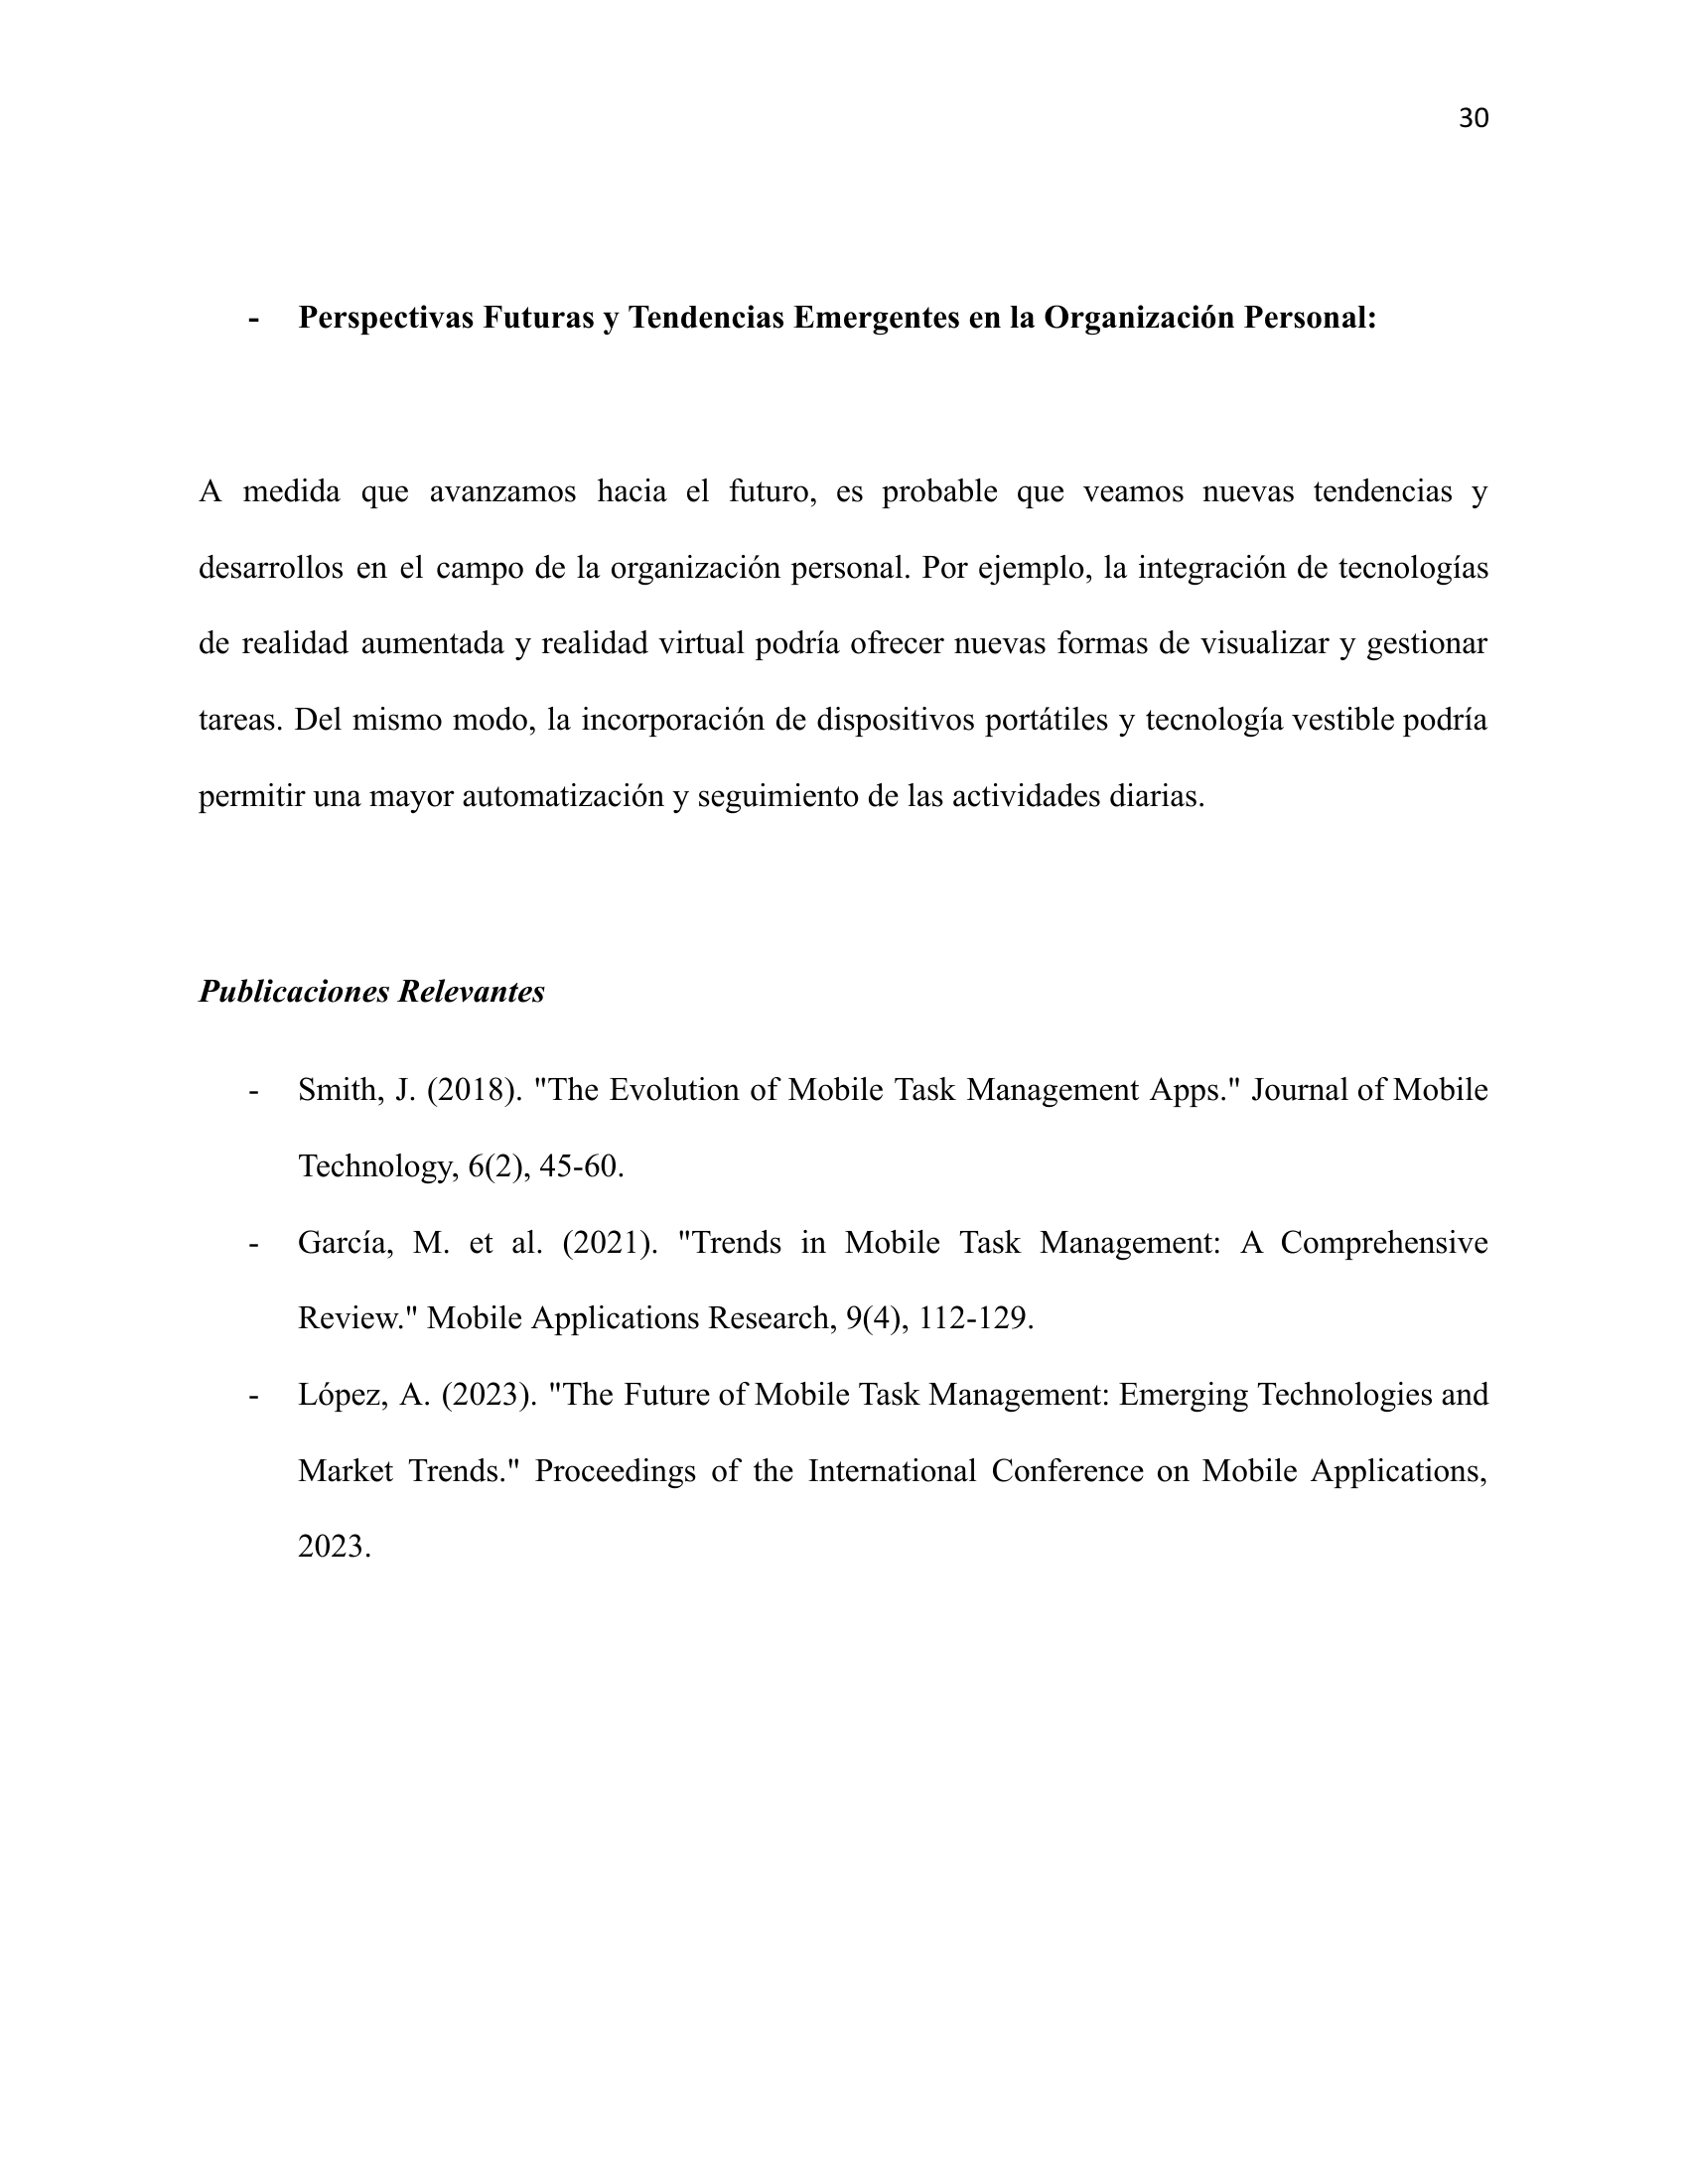 30
- Perspectivas Futuras y Tendencias Emergentes en la Organización Personal:
A medida que avanzamos hacia el futuro, es probable que veamos nuevas tendencias y
desarrollos en el campo de la organización personal. Por ejemplo, la integración de tecnologías
de realidad aumentada y realidad virtual podría ofrecer nuevas formas de visualizar y gestionar
tareas. Del mismo modo, la incorporación de dispositivos portátiles y tecnología vestible podría
permitir una mayor automatización y seguimiento de las actividades diarias.
Publicaciones Relevantes
- Smith, J. (2018). "The Evolution of Mobile Task Management Apps." Journal of Mobile
Technology, 6(2), 45-60.
- García, M. et al. (2021). "Trends in Mobile Task Management: A Comprehensive
Review." Mobile Applications Research, 9(4), 112-129.
- López, A. (2023). "The Future of Mobile Task Management: Emerging Technologies and
Market Trends." Proceedings of the International Conference on Mobile Applications,
2023.